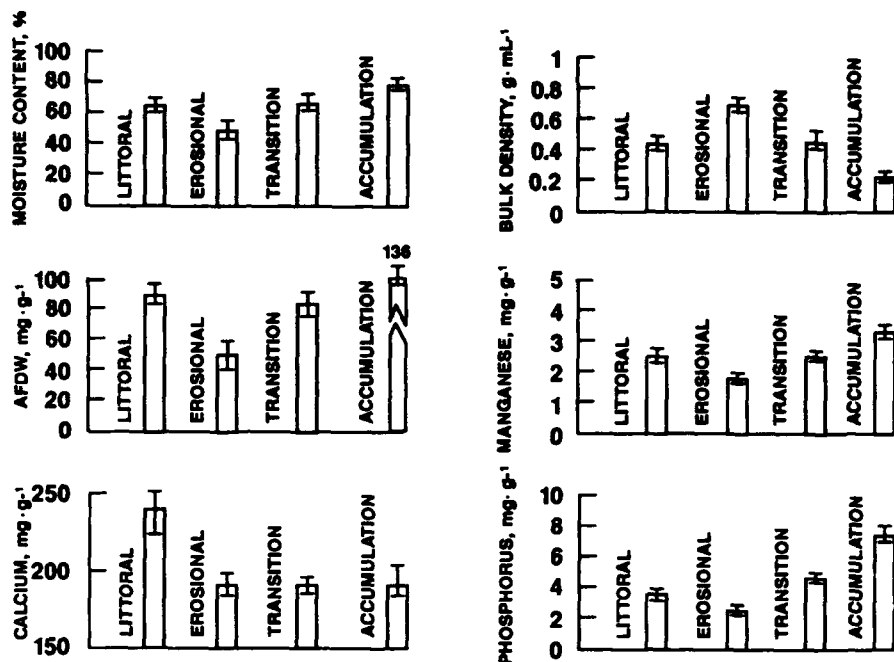 MOISTURE CONTENT, %
100
80
60
40
20
0
LITTORAL
EROSIONAL
TRANSITION
ACCUMULATION
BULK DENSITY, g· mL-¹
1
0.8
0.6
0.4
0.2
0
LITTORAL
EROSIONAL
TRANSITION
ACCUMULATION
AFDW, mg·g-¹
100
80
60
40
20
0
LITTORAL
EROSIONAL
TRANSITION
ACCUMULATION
136
MANGANESE, mg·g-¹
5
4
3
2
1
0
LITTORAL
EROSIONAL
TRANSITION
ACCUMULATION
CALCIUM, mg·g-¹
250
200
150
LITTORAL
EROSIONAL
TRANSITION
ACCUMULATION
PHOSPHORUS, mg·g-¹
10
8
6
4
2
0
LITTORAL
EROSIONAL
TRANSITION
ACCUMULATION